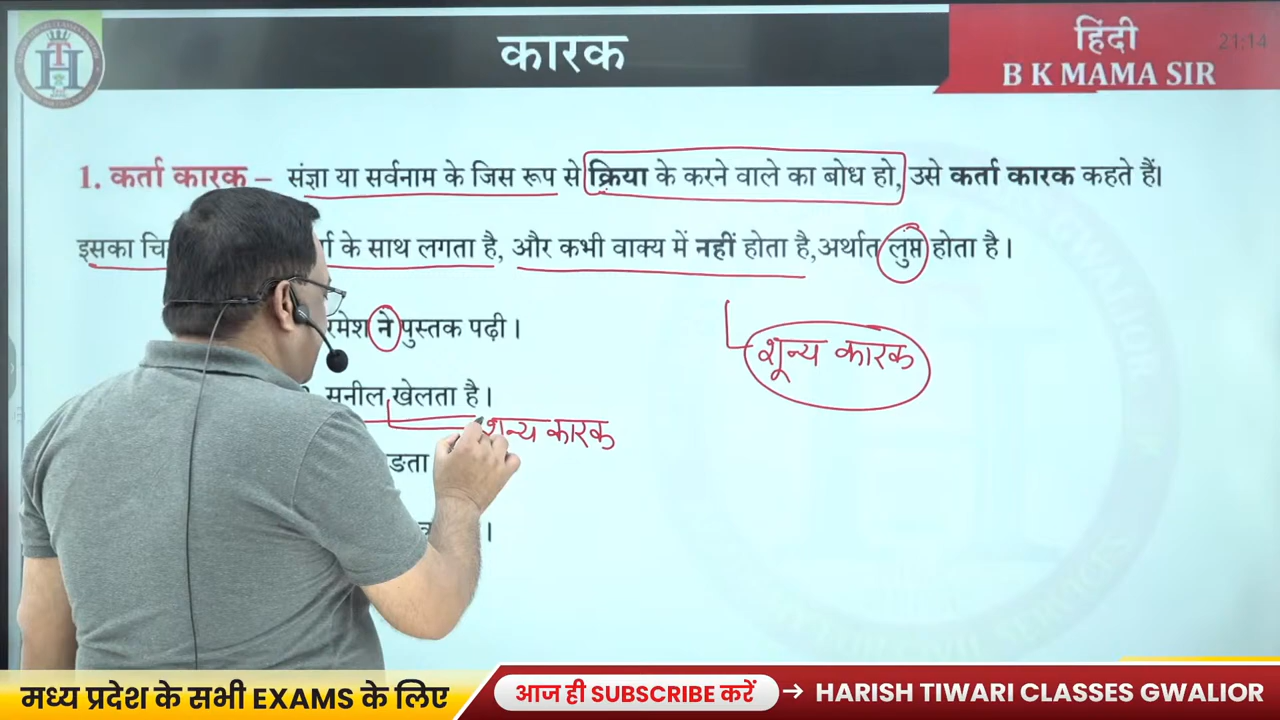 कारक
हिंदी
21:14
B K MAMA SIR
1. कर्ता कारक – संज्ञा या सर्वनाम के जिस रूप से क्रिया के करने वाले का बोध हो, उसे कर्ता कारक कहते हैं।
इसका के साथ लगता है, और कभी वाक्य में नहीं होता है,अर्थात लुप्त होता है।
रमेश ने पुस्तक पढ़ी।
शून्य कारक
सुनील खेलता है।
शून्य कारक
मध्य प्रदेश के सभी EXAMS के लिए
आज ही SUBSCRIBE करें → HARISH TIWARI CLASSES GWALIOR